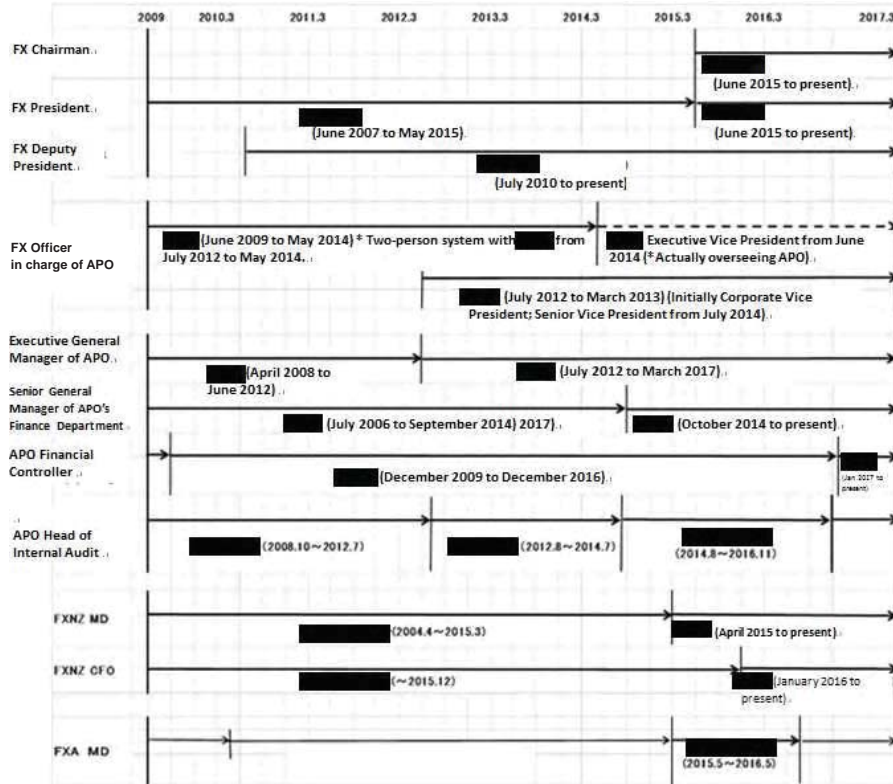 2009 2010.3 2011.3 2012.3 2013.3 2014.3 2015.3 2016.3 2017.3
FX Chairman
(June 2015 to present)
FX President
(June 2007 to May 2015)
(June 2015 to present)
FX Deputy
President
(July 2010 to present)
FX Officer
in charge of APO
(June 2009 to May 2014) * Two-person system with from
July 2012 to May 2014.
Executive Vice President from June
2014 (*Actually overseeing APO)
(July 2012 to March 2013) (Initially Corporate Vice
President; Senior Vice President from July 2014)
Executive General
Manager of APO
(April 2008 to
June 2012)
(July 2012 to March 2017)
Senior General
Manager of APO's
Finance Department
(July 2006 to September 2014) 2017)
(October 2014 to present)
APO Financial
Controller
(December 2009 to December 2016)
(Jan 2017 to
present)
APO Head of
Internal Audit
(2008.10～2012.7)
(2012.8～2014.7)
(2014.8～2016.11)
FXNZ MD
(2004.4～2015.3)
(April 2015 to present)
FXNZ CFO
(～2015.12)
(January 2016 to
present)
FXA MD
(2015.5～2016.5)